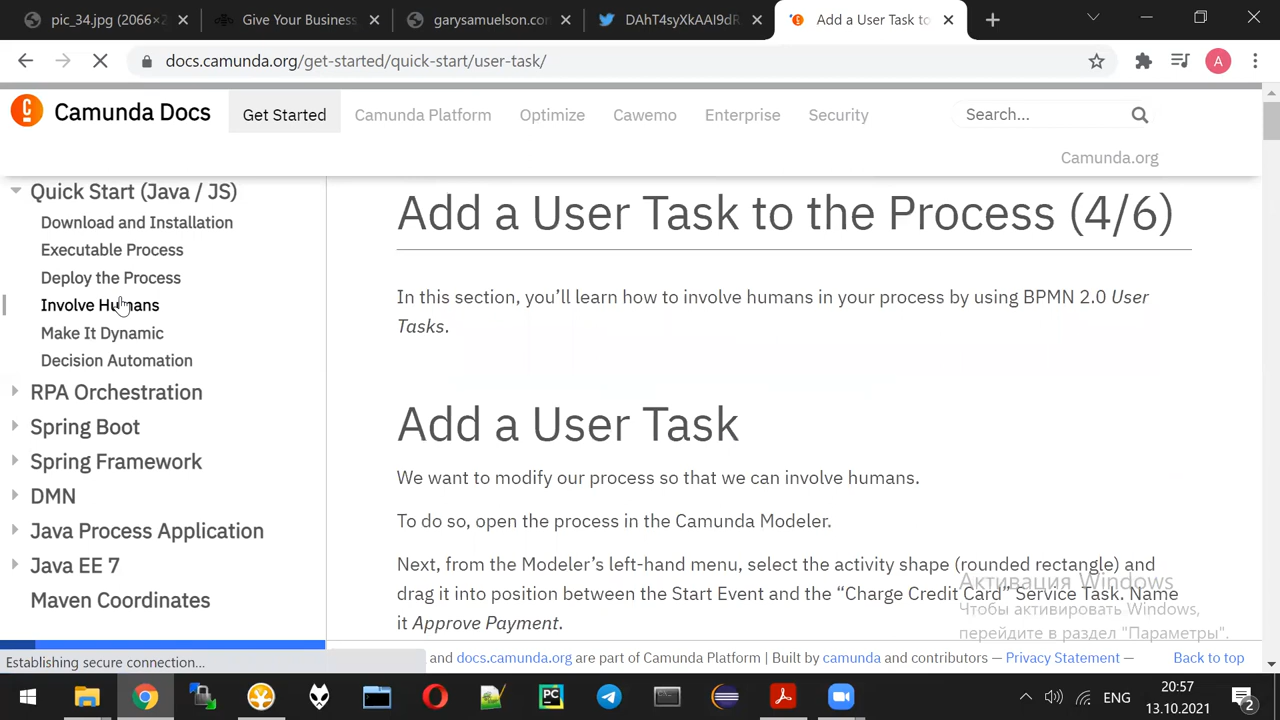 pic_34.jpg (2066×2
Give Your Business
garysamuelson.co
DAhT4syXkAAI9dR
Add a User Task to
docs.camunda.org/get-started/quick-start/user-task/
A
Camunda Docs
Get Started
Camunda Platform
Optimize
Cawemo
Enterprise
Security
Search...
Camunda.org
Quick Start (Java / JS)
Download and Installation
Executable Process
Deploy the Process
Involve Humans
Make It Dynamic
Decision Automation
RPA Orchestration
Spring Boot
Spring Framework
DMN
Java Process Application
Java EE 7
Maven Coordinates
Add a User Task to the Process (4/6)
In this section, you’ll learn how to involve humans in your process by using BPMN 2.0 User
Tasks.
Add a User Task
We want to modify our process so that we can involve humans.
To do so, open the process in the Camunda Modeler.
Next, from the Modeler’s left-hand menu, select the activity shape (rounded rectangle) and
drag it into position between the Start Event and the “Charge Credit Card” Service Task. Name
it Approve Payment.
Активация Windows
Чтобы активировать Windows,
перейдите в раздел "Параметры".
Establishing secure connection...
and docs.camunda.org are part of Camunda Platform | Built by camunda and contributors — Privacy Statement —
Back to top
PC
ENG
20:57
13.10.2021
2